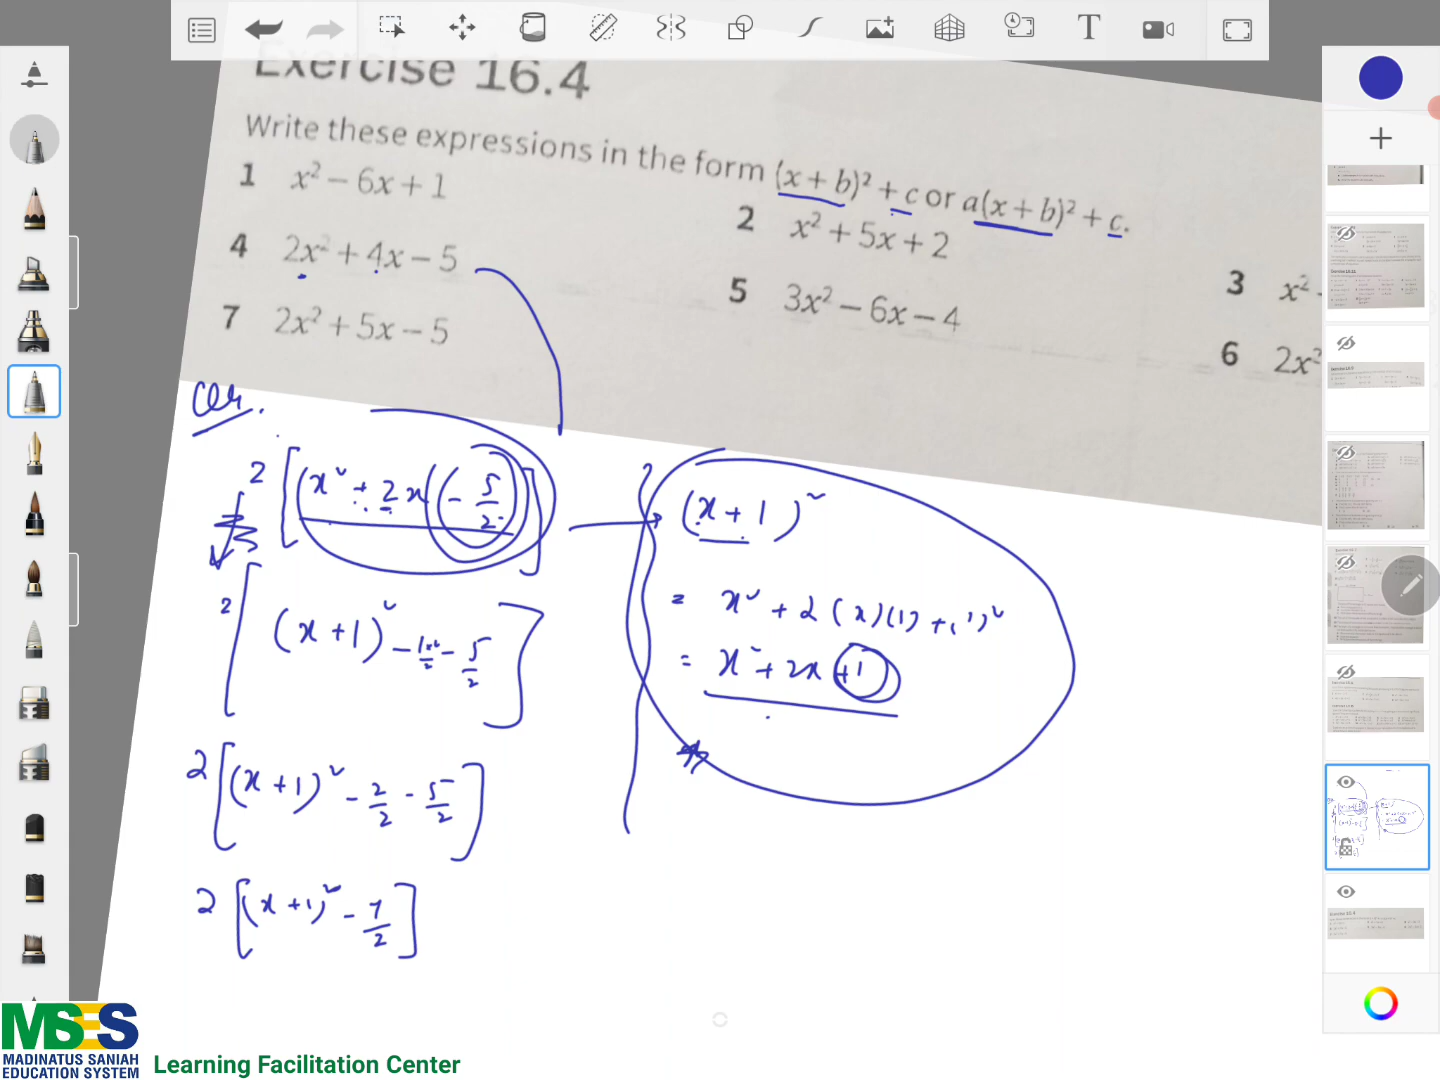 Exercise 16.4
Write these expressions in the form (x + b)² + c or a(x + b)² + c.
1 x² − 6x + 1
2 x² + 5x + 2
3 x²
4 2x² + 4x − 5
5 3x² − 6x − 4
6 2x²
7 2x² + 5x − 5
2 [(x² + 2x (− 5/2)]
2 [(x+1)² − 1×2/2 − 5/2]
2 [(x+1)² − 2/2 − 5/2]
2 [(x+1)² − 7/2]
(x + 1)²
= x² + 2 (x)(1) + (1)²
= x² + 2x + 1
T
MSES
MADINATUS SANIAH
EDUCATION SYSTEM
Learning Facilitation Center